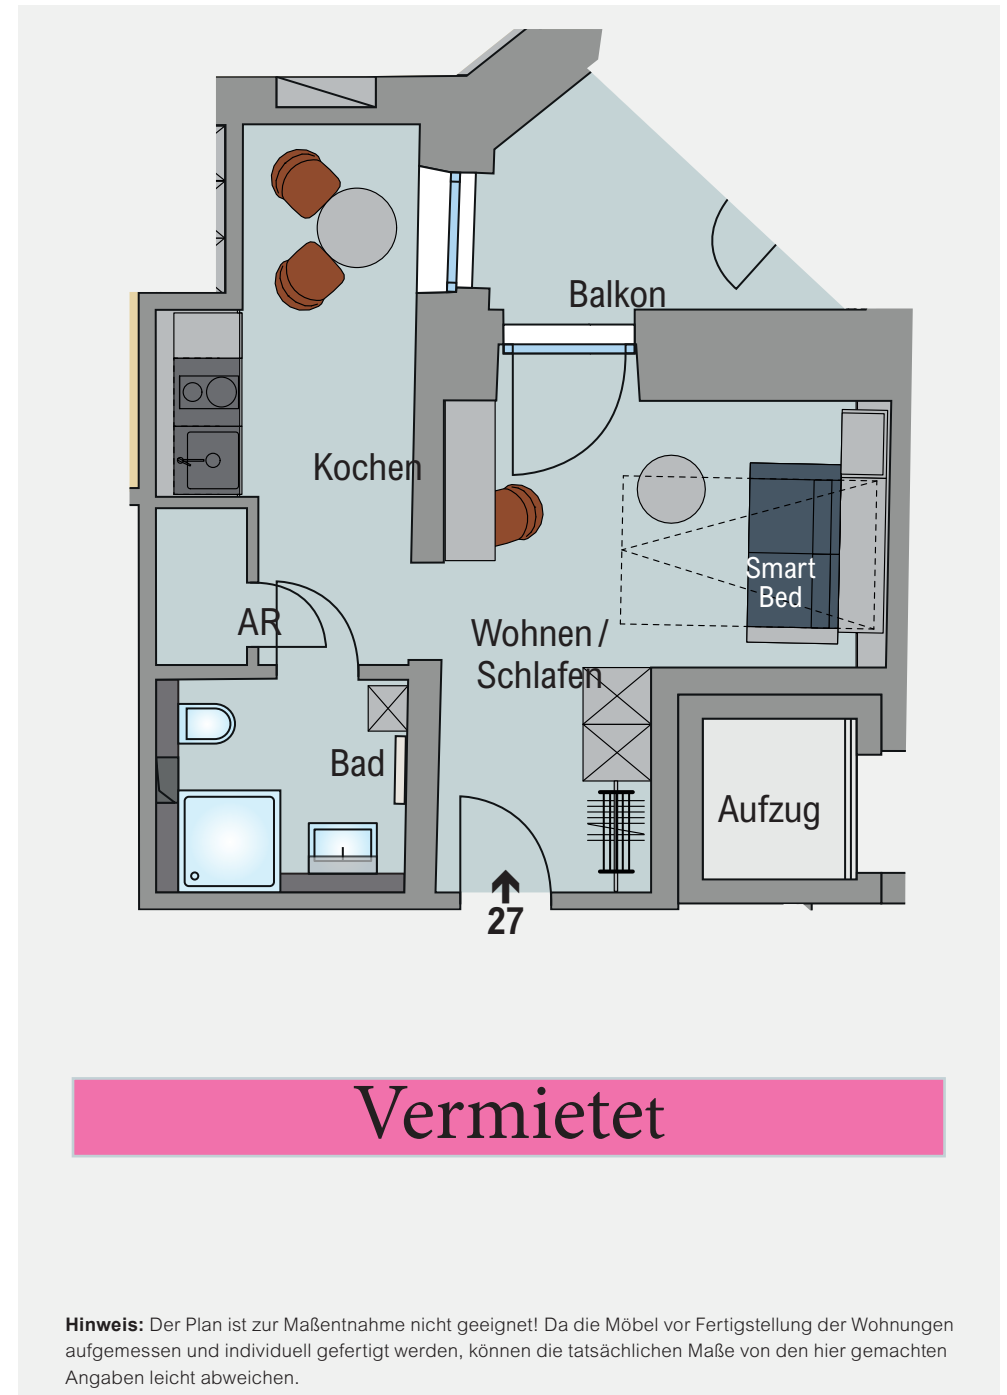 Balkon
Kochen
Smart
Bed
AR
Wohnen /
Schlafen
Bad
Aufzug
27
Vermietet
Hinweis: Der Plan ist zur Maßentnahme nicht geeignet! Da die Möbel vor Fertigstellung der Wohnungen
aufgemessen und individuell gefertigt werden, können die tatsächlichen Maße von den hier gemachten
Angaben leicht abweichen.